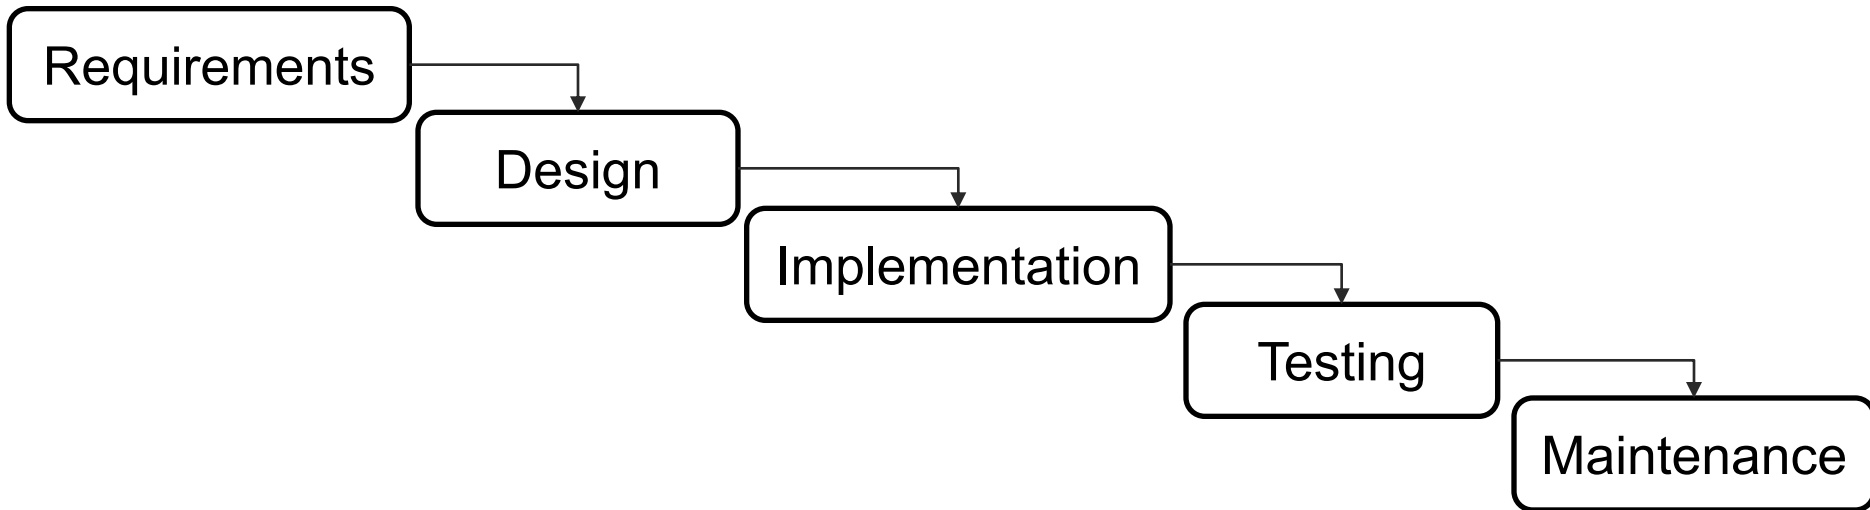 Requirements
Design
Implementation
Testing
Maintenance